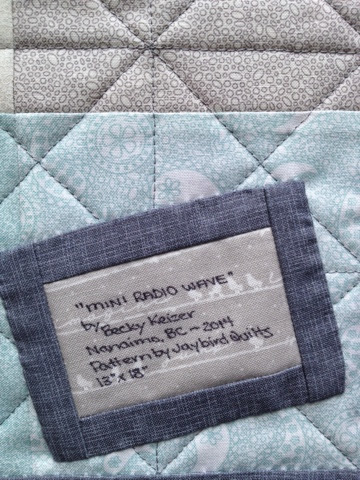 "MINI RADIO WAVE"
by Becky Keizer
Nanaimo, BC ~ 2014
Pattern by Jaybird Quilts
13" x 18"